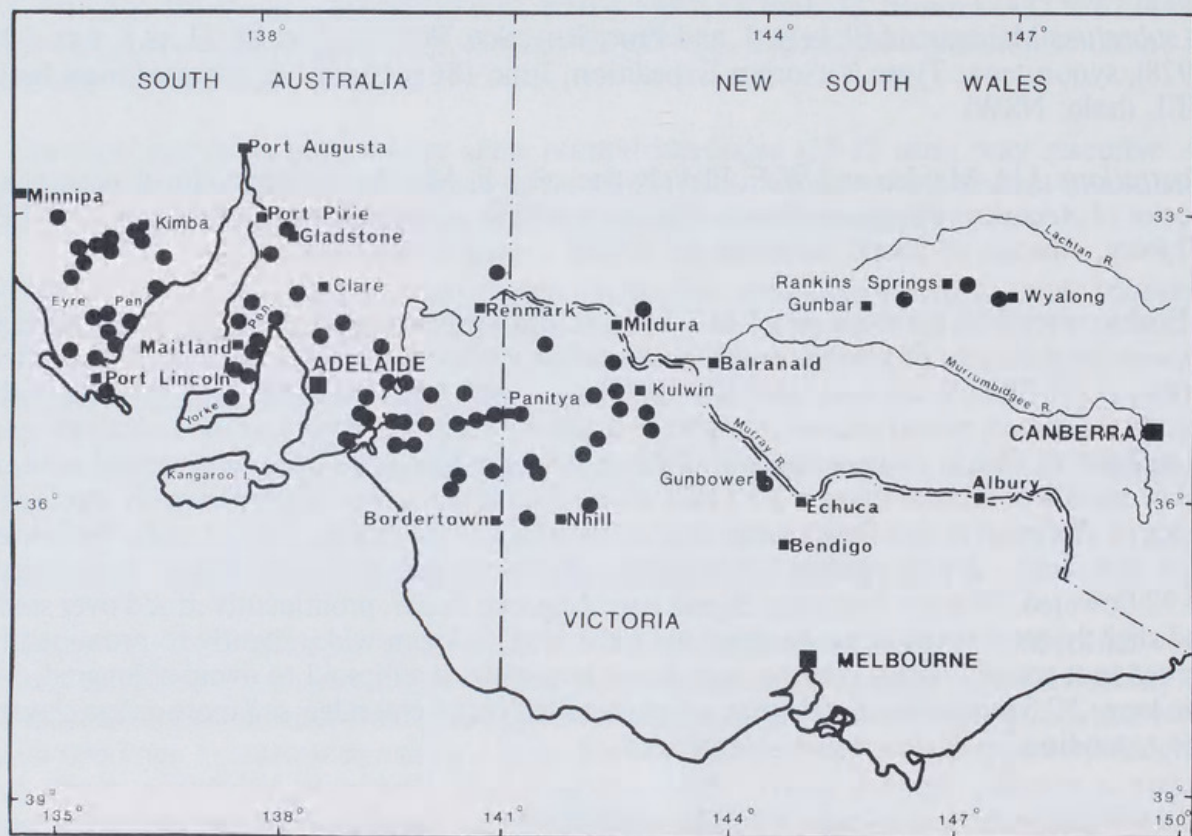 138°
144°
147°
SOUTH AUSTRALIA
NEW SOUTH WALES
Port Augusta
Minnipa
Kimba
Port Pirie
Gladstone
33°
Lachlan R.
Eyre Pen.
Clare
Rankins Springs
Gunbar
Wyalong
Renmark
Mildura
Pen.
Maitland
ADELAIDE
Balranald
Port Lincoln
Kulwin
Panitya
Murrumbidgee R.
Yorke
CANBERRA
Murray R.
Kangaroo I.
Gunbower
Albury
36°
Echuca
Bordertown
Nhill
Bendigo
VICTORIA
MELBOURNE
39°
39°
135°
138°
141°
144°
147°
150°